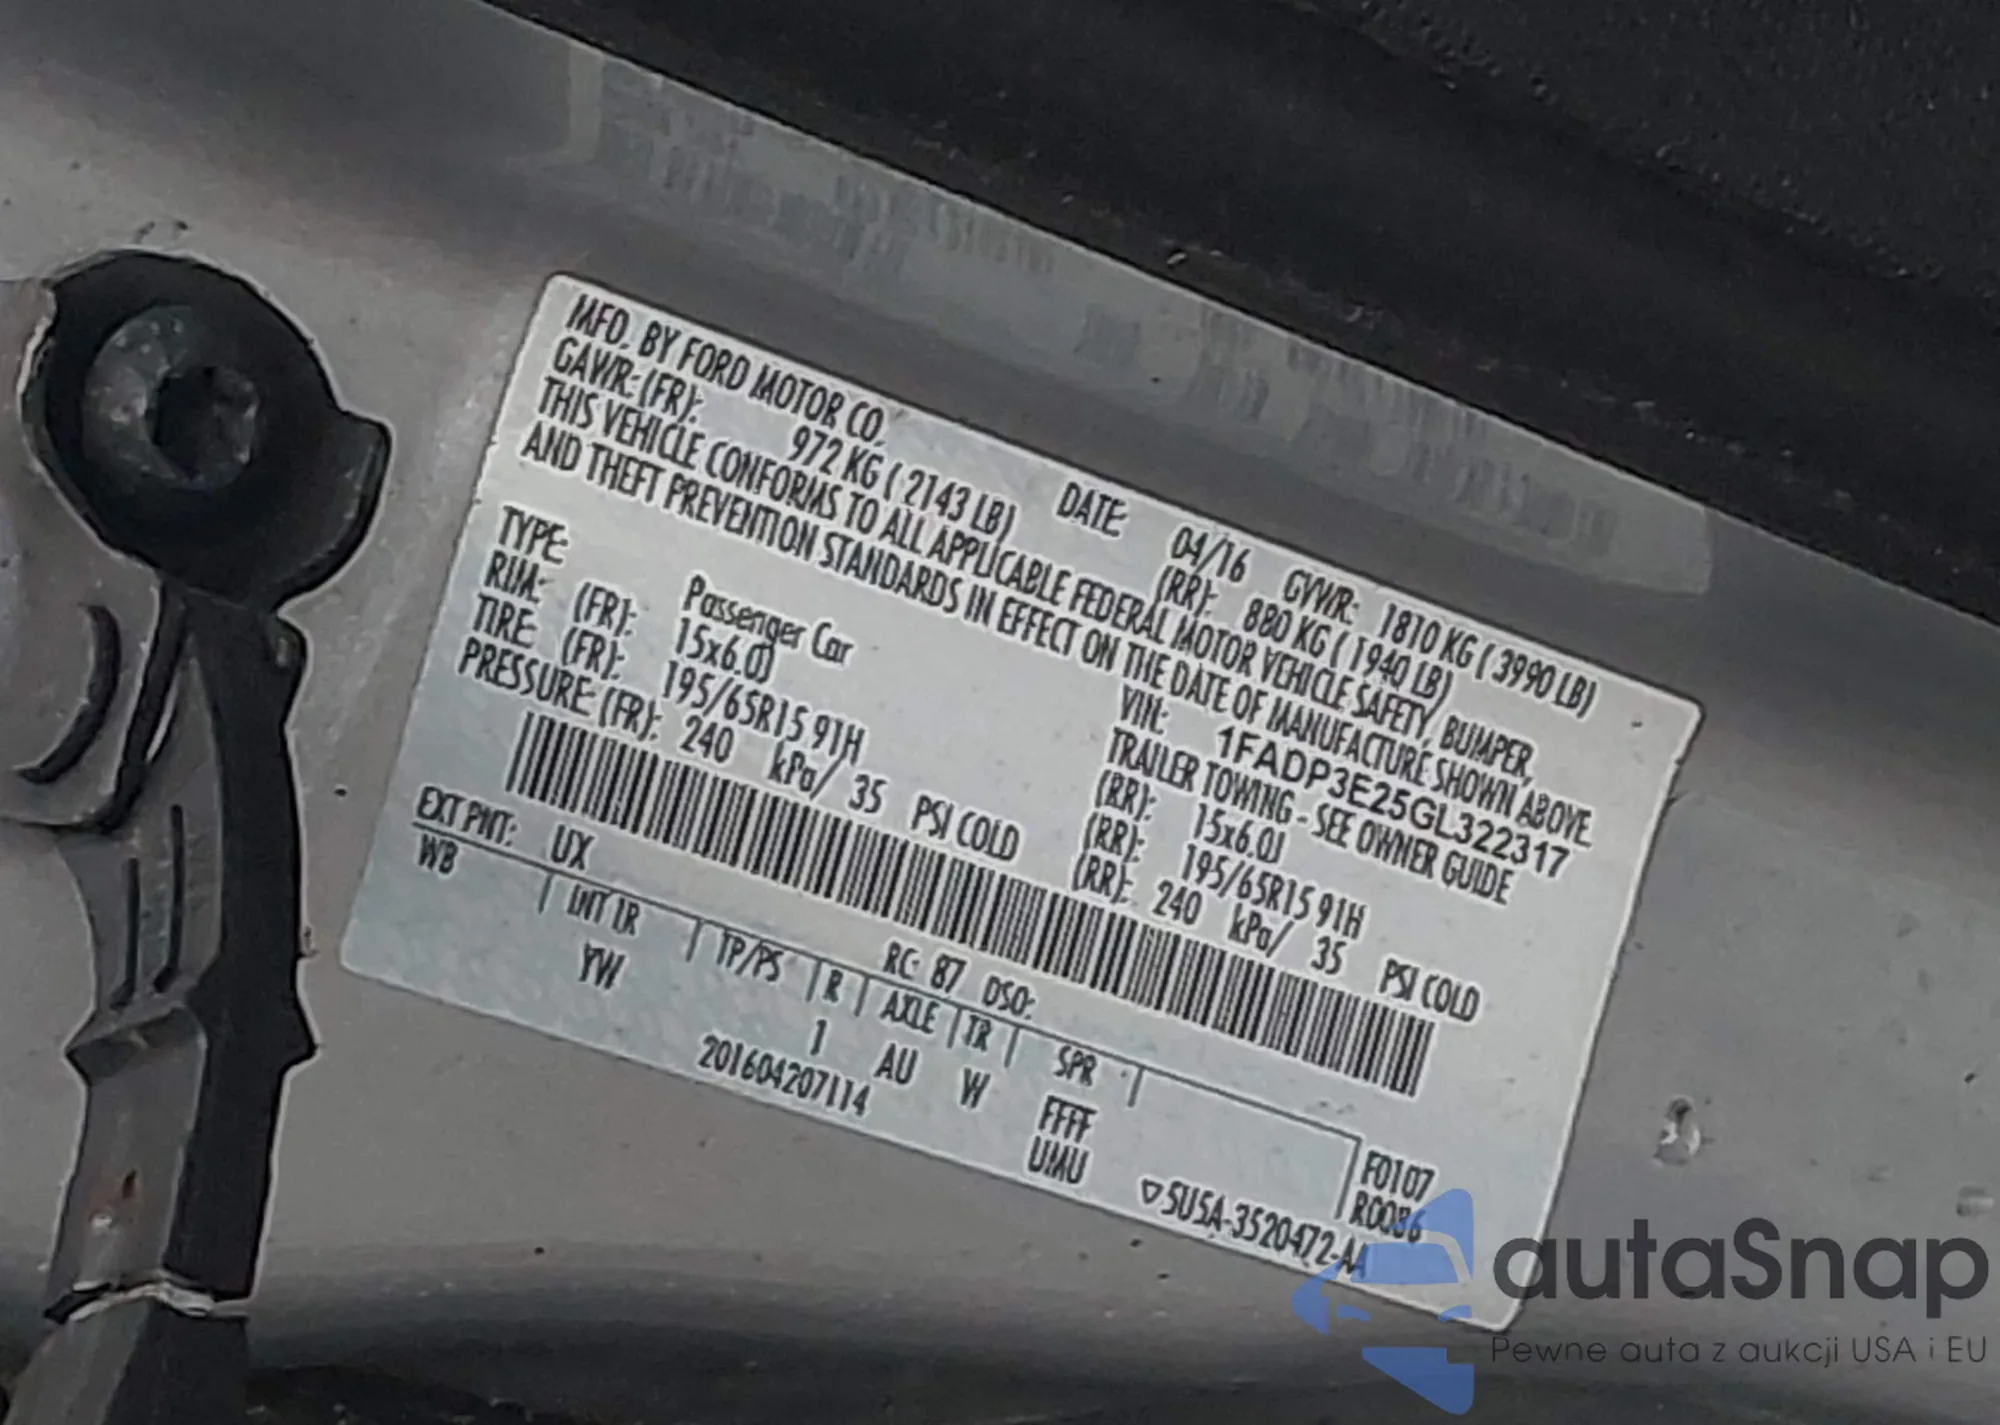 MFD. BY FORD MOTOR CO. DATE: 04/16 GVWR: 1810 KG ( 3990 LB)
GAWR: (FR): 972 KG ( 2143 LB) (RR): 880 KG ( 1940 LB)
THIS VEHICLE CONFORMS TO ALL APPLICABLE FEDERAL MOTOR VEHICLE SAFETY, BUMPER,
AND THEFT PREVENTION STANDARDS IN EFFECT ON THE DATE OF MANUFACTURE SHOWN ABOVE.
VIN: 1FADP3E25GL322317
TYPE: Passenger Car TRAILER TOWING - SEE OWNER GUIDE
RIM: (FR): 15x6.0J (RR): 15x6.0J
TIRE: (FR): 195/65R15 91H (RR): 195/65R15 91H
PRESSURE: (FR): 240 kPa/ 35 PSI COLD (RR): 240 kPa/ 35 PSI COLD
EXT PNT: UX RC: 87 DSO:
WB INT TR TP/PS R AXLE TR SPR
YW 1 AU W FFFF F0107
UMU R0086
201604207114 ▽5U5A-3520472-AA
autaSnap
Pewne auta z aukcji USA i EU